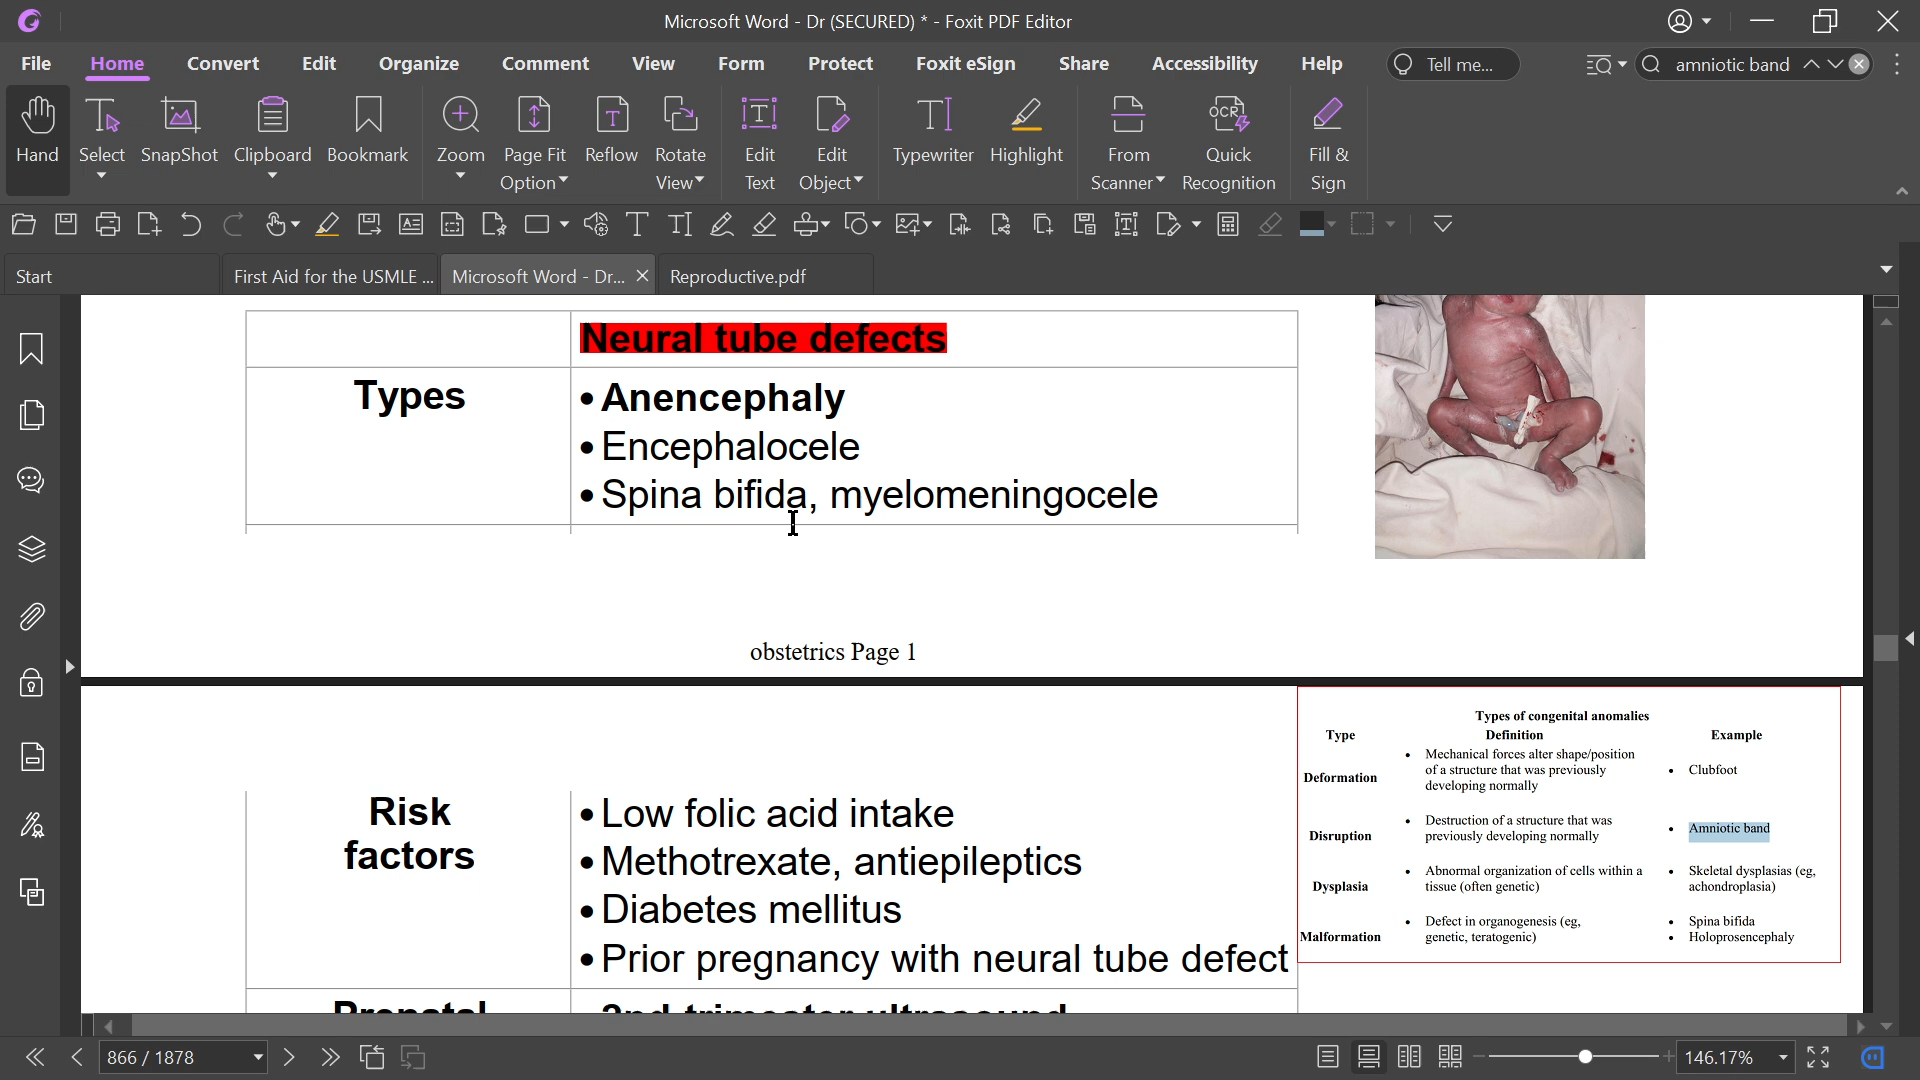 Microsoft Word - Dr (SECURED) * - Foxit PDF Editor
File Home Convert Edit Organize Comment View Form Protect Foxit eSign Share Accessibility Help Tell me... amniotic band
Hand Select SnapShot Clipboard Bookmark Zoom Page Fit Option Reflow Rotate View Edit Text Edit Object Typewriter Highlight From Scanner Quick Recognition Fill & Sign
Start First Aid for the USMLE ... Microsoft Word - Dr... Reproductive.pdf
Neural tube defects
Types
• Anencephaly
• Encephalocele
• Spina bifida, myelomeningocele
obstetrics Page 1
Risk
factors
• Low folic acid intake
• Methotrexate, antiepileptics
• Diabetes mellitus
• Prior pregnancy with neural tube defect
Prenatal
2nd trimester ultrasound
Types of congenital anomalies
Type Definition Example
Deformation
• Mechanical forces alter shape/position
of a structure that was previously
developing normally
• Clubfoot
Disruption
• Destruction of a structure that was
previously developing normally
• Amniotic band
Dysplasia
• Abnormal organization of cells within a
tissue (often genetic)
• Skeletal dysplasias (eg,
achondroplasia)
Malformation
• Defect in organogenesis (eg,
genetic, teratogenic)
• Spina bifida
• Holoprosencephaly
866 / 1878 146.17%